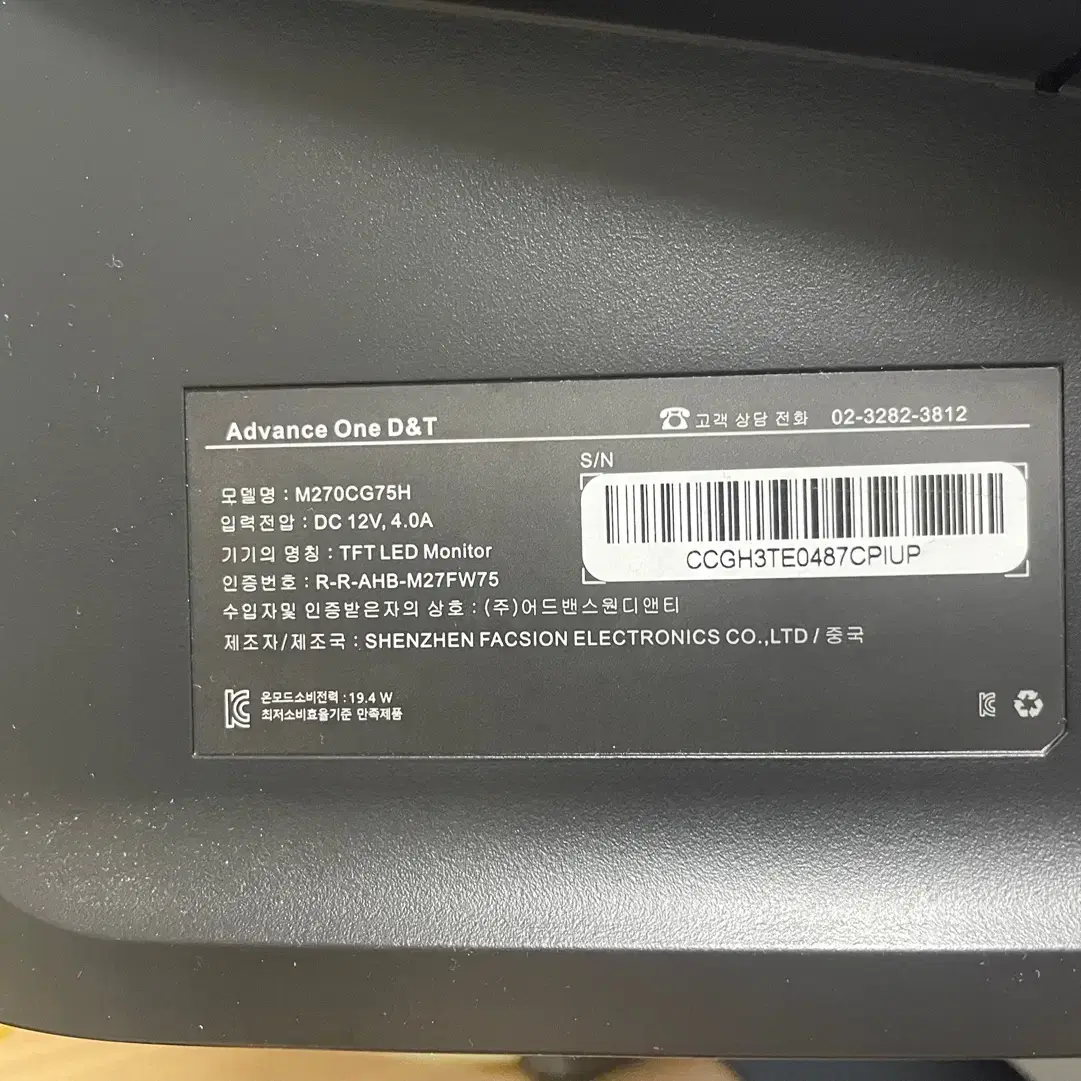 Advance One D&T
고객 상담 전화 02-3282-3812
S/N
CCGH3TE0487CPIUP
모델명 : M270CG75H
입력전압 : DC 12V, 4.0A
기기의 명칭 : TFT LED Monitor
인증번호 : R-R-AHB-M27FW75
수입자및 인증받은자의 상호 : (주)어드밴스원디앤티
제조자/제조국 : SHENZHEN FACSION ELECTRONICS CO.,LTD / 중국
온모드소비전력 : 19.4 W
최저소비효율기준 만족제품